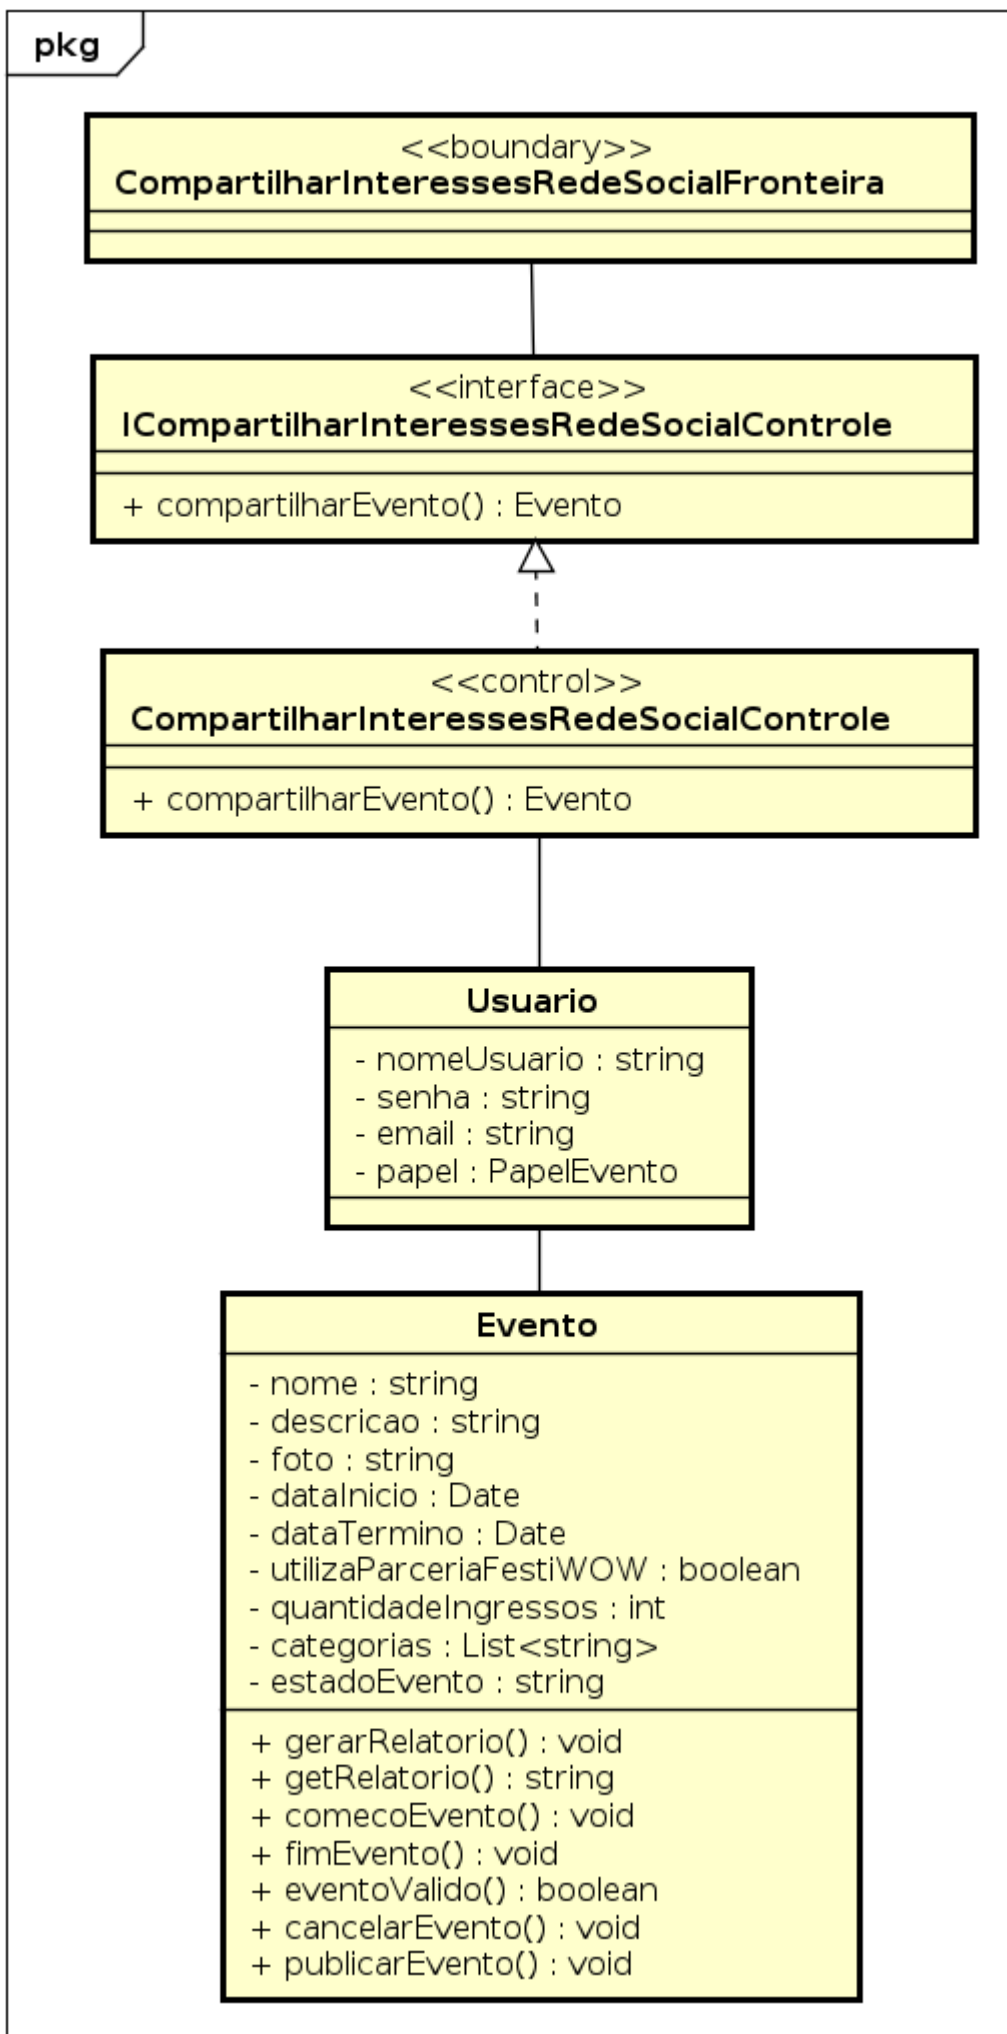 pkg
<<boundary>>
CompartilharInteressesRedeSocialFronteira
<<interface>>
ICompartilharInteressesRedeSocialControle
+ compartilharEvento() : Evento
<<control>>
CompartilharInteressesRedeSocialControle
+ compartilharEvento() : Evento
Usuario
- nomeUsuario : string
- senha : string
- email : string
- papel : PapelEvento
Evento
- nome : string
- descricao : string
- foto : string
- dataInicio : Date
- dataTermino : Date
- utilizaParceriaFestiWOW : boolean
- quantidadeIngressos : int
- categorias : List<string>
- estadoEvento : string
+ gerarRelatorio() : void
+ getRelatorio() : string
+ comecoEvento() : void
+ fimEvento() : void
+ eventoValido() : boolean
+ cancelarEvento() : void
+ publicarEvento() : void